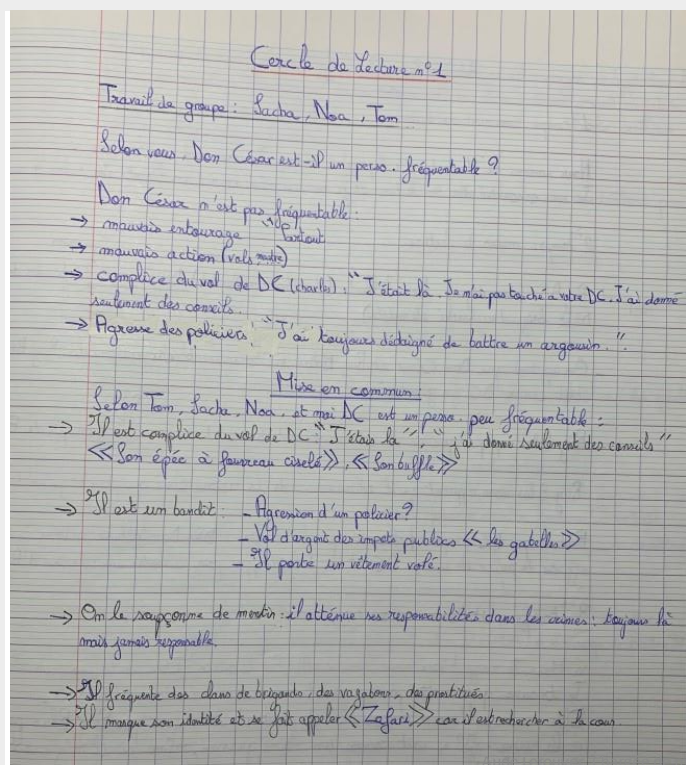 Cercle de Lecture n°1
Travail de groupe : Sacha, Noa, Tom
Selon vous, Don César est-il un perso. fréquentable ?
Don César n'est pas fréquentable :
→ mauvais entourage "Partout
→ mauvais action (vols)
→ complice du vol de DC (charles) : "J'étais là. Je n'ai pas touché a votre DC. J'ai donné
seulement des conseils.
→ Agresse des policiers : "J'ai toujours dédaigné de battre un argousin."
Mise en commun :
Selon Tom, Sacha, Noa, et moi DC est un perso. peu fréquentable :
→ Il est complice du vol de DC : "J'étais la", "j'ai donné seulement des conseils"
<<Son épée à fourreau ciselé>>, <<Son buffle>>
→ Il est un bandit. - Agression d'un policier ?
- Vol d'argent des impots publics <<les gabelles>>
- Il porte un vêtement volé.
→ On le soupçonne de mentir : il atténue ses responsabilités dans les crimes : toujours là
mais jamais responsable.
→ Il fréquente des clans de brigands, des vagabons, des prostitués
→ Il masque son identité et se fait appeler <<Zafari>> car il est rechercher à la cour.